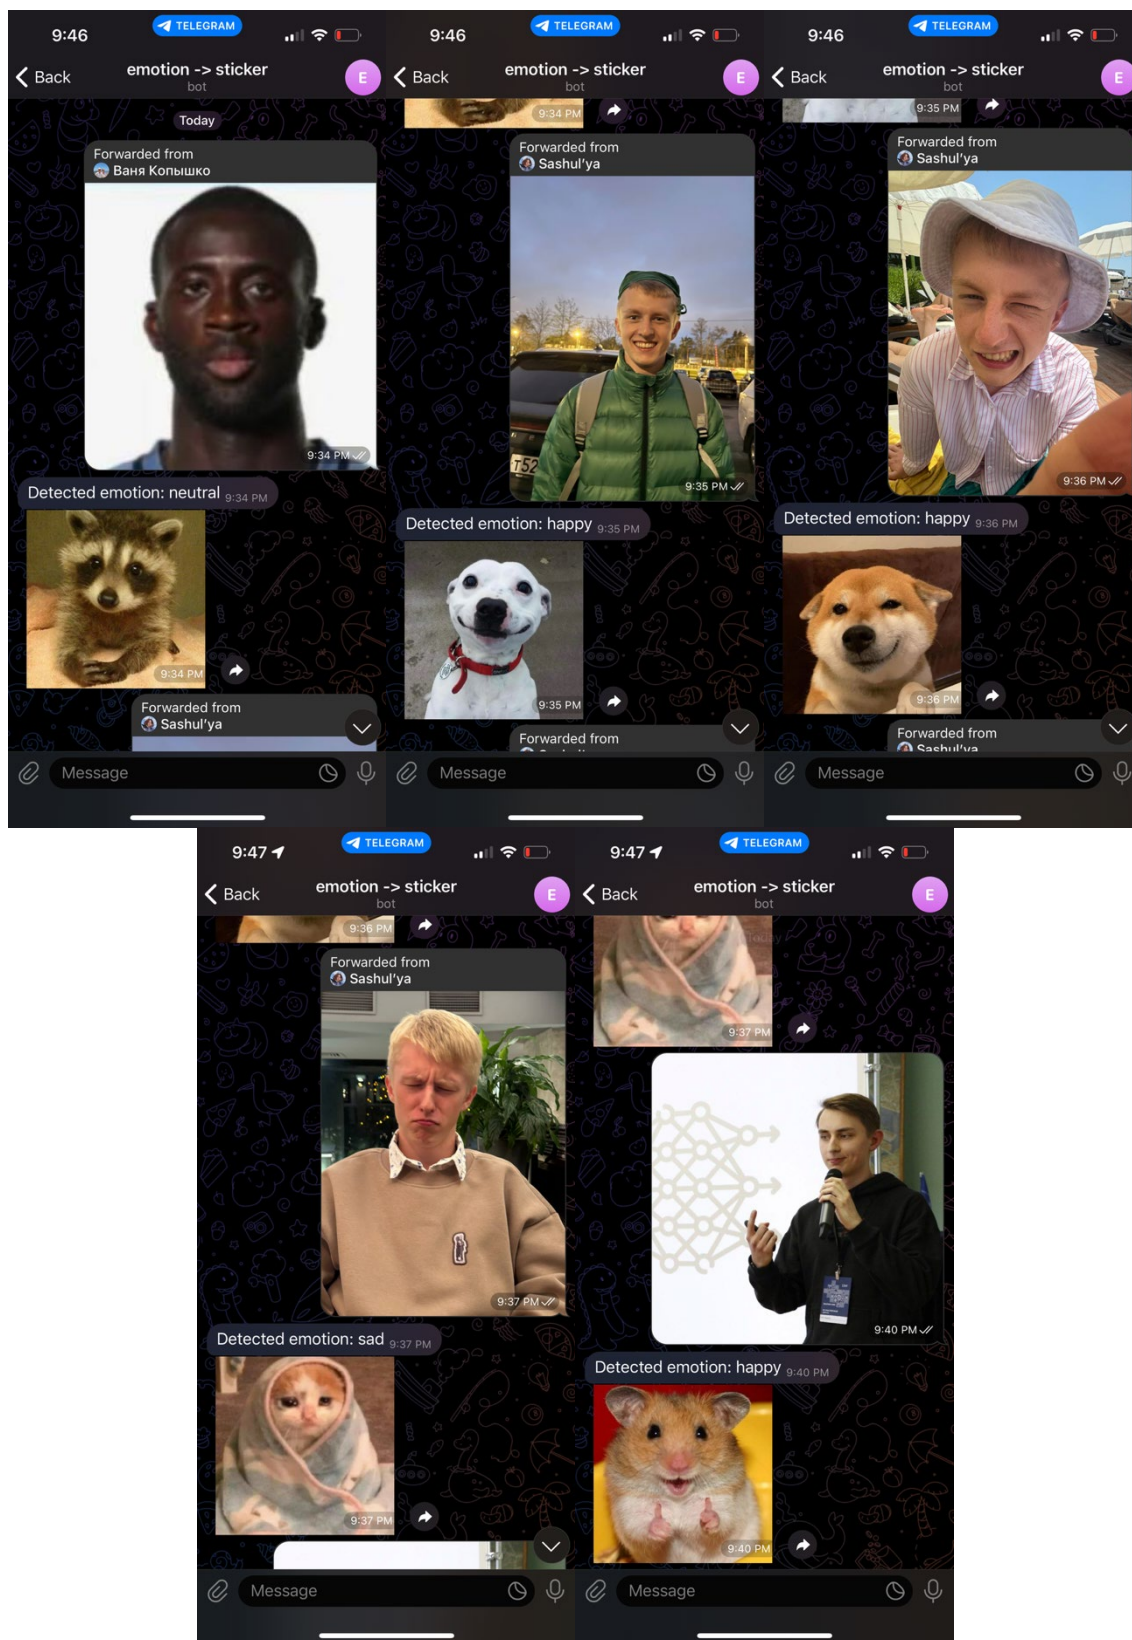 9:46
TELEGRAM
Back
emotion -> sticker
bot
E
Today
Forwarded from
Ваня Копышко
9:34 PM
Detected emotion: neutral 9:34 PM
9:34 PM
Forwarded from
Sashul'ya
Message
9:46
TELEGRAM
Back
emotion -> sticker
bot
E
9:34 PM
Forwarded from
Sashul'ya
T52
9:35 PM
Detected emotion: happy 9:35 PM
9:35 PM
Forwarded from
Message
9:46
TELEGRAM
Back
emotion -> sticker
bot
E
9:35 PM
Forwarded from
Sashul'ya
9:36 PM
Detected emotion: happy 9:36 PM
9:36 PM
Forwarded from
Sashul'ya
Message
9:47
TELEGRAM
Back
emotion -> sticker
bot
E
9:36 PM
Forwarded from
Sashul'ya
9:37 PM
Detected emotion: sad 9:37 PM
9:37 PM
Message
9:47
TELEGRAM
Back
emotion -> sticker
bot
E
9:37 PM
9:40 PM
Detected emotion: happy 9:40 PM
9:40 PM
Message